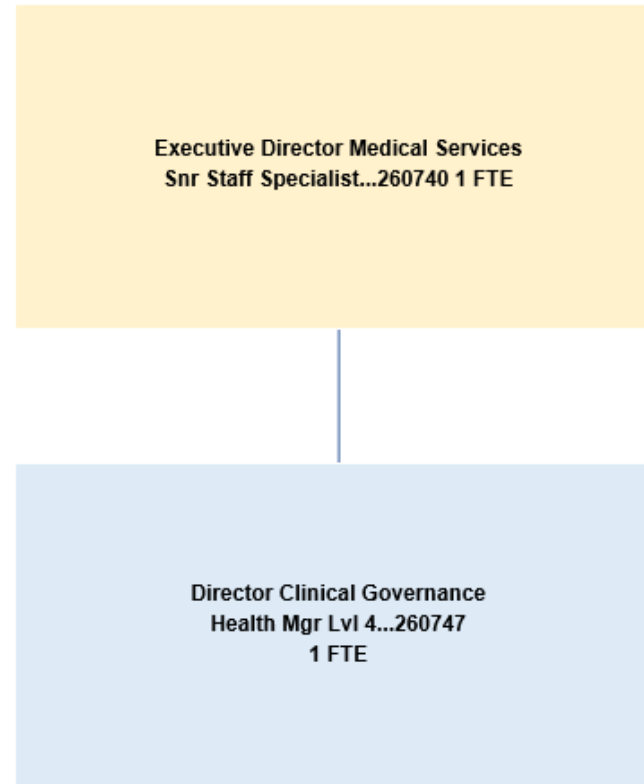 Executive Director Medical Services
Snr Staff Specialist...260740 1 FTE
Director Clinical Governance
Health Mgr Lvl 4...260747
1 FTE